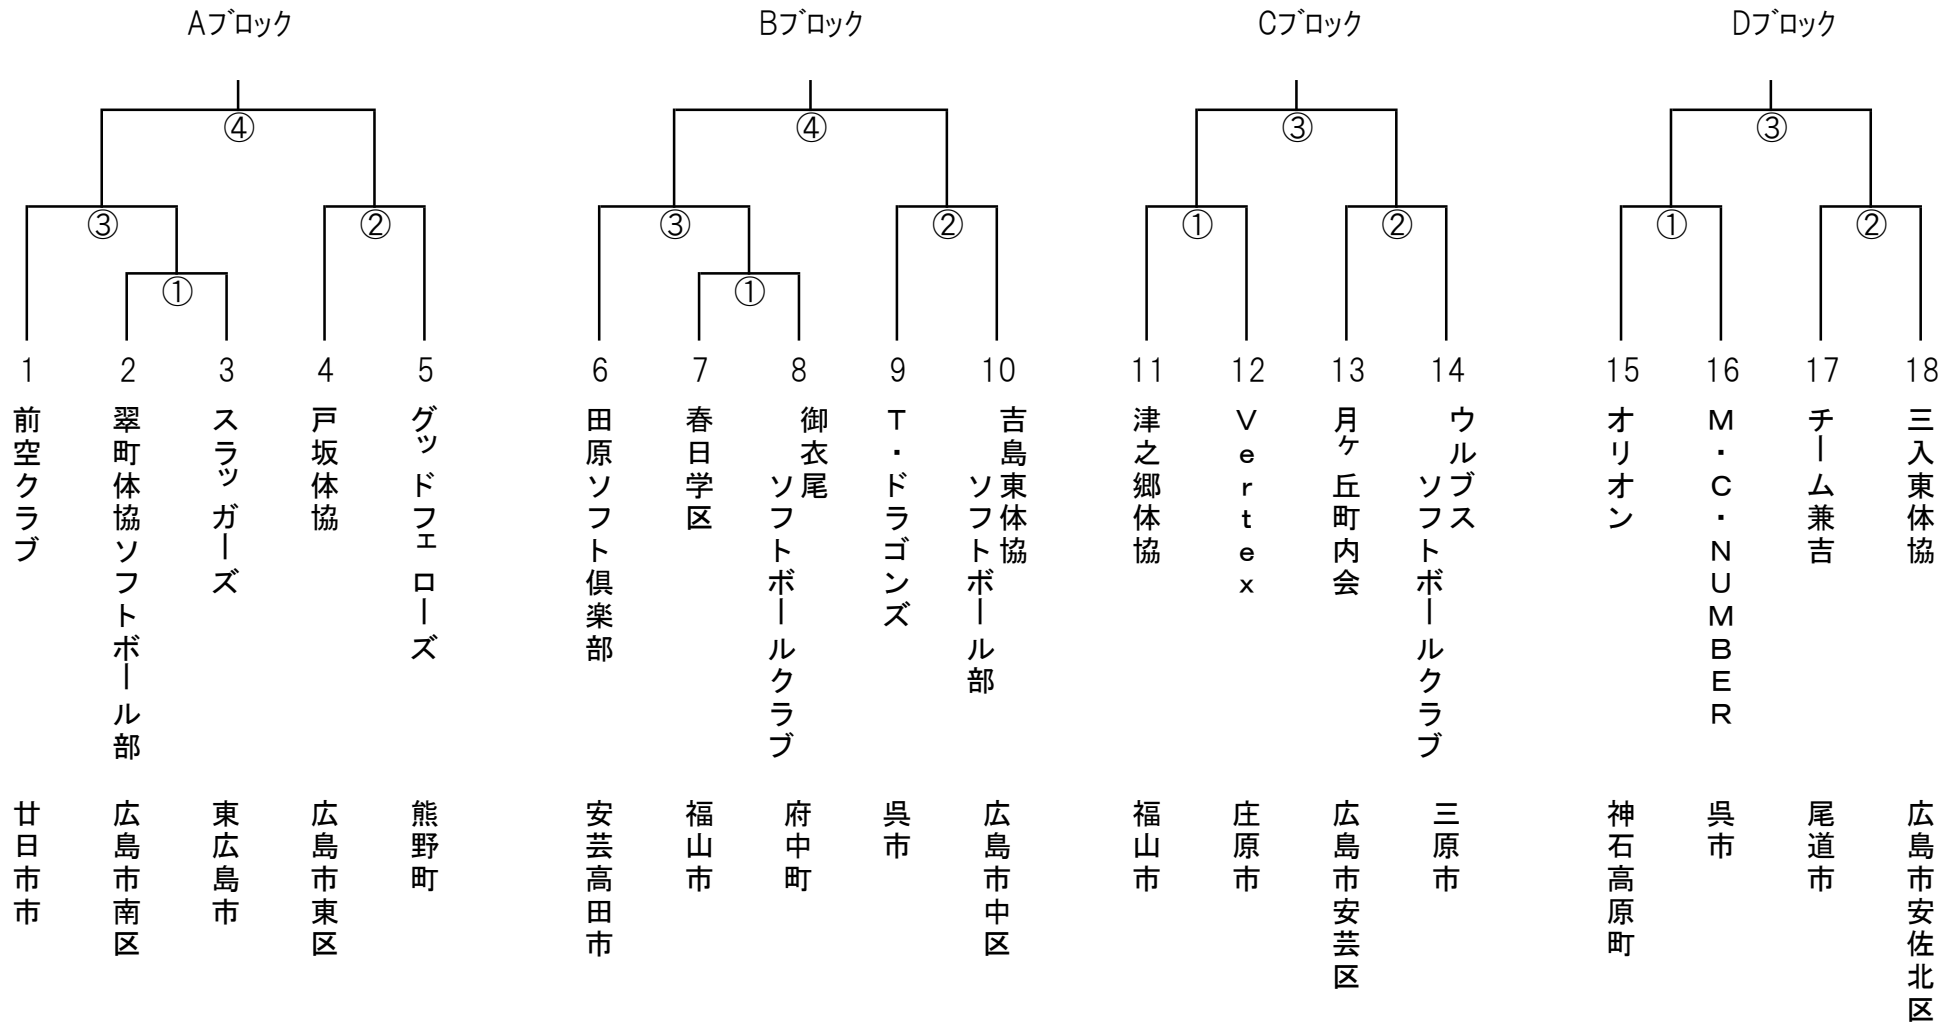 Aブロック
Bブロック
Cブロック
Dブロック
④
④
③
③
③
②
③
②
①
②
①
②
①
①
1
2
3
4
5
6
7
8
9
10
11
12
13
14
15
16
17
18
前空クラブ
翠町体協ソフトボール部
スラッガーズ
戸坂体協
グッドフェローズ
田原ソフト倶楽部
春日学区
御衣尾
ソフトボールクラブ
T・ドラゴンズ
吉島東体協
ソフトボール部
津之郷体協
Vertex
月ヶ丘町内会
ウルブス
ソフトボールクラブ
オリオン
M・C・NUMBER
チーム兼吉
三入東体協
廿日市市
広島市南区
東広島市
広島市東区
熊野町
安芸高田市
福山市
府中町
呉市
広島市中区
福山市
庄原市
広島市安芸区
三原市
神石高原町
呉市
尾道市
広島市安佐北区